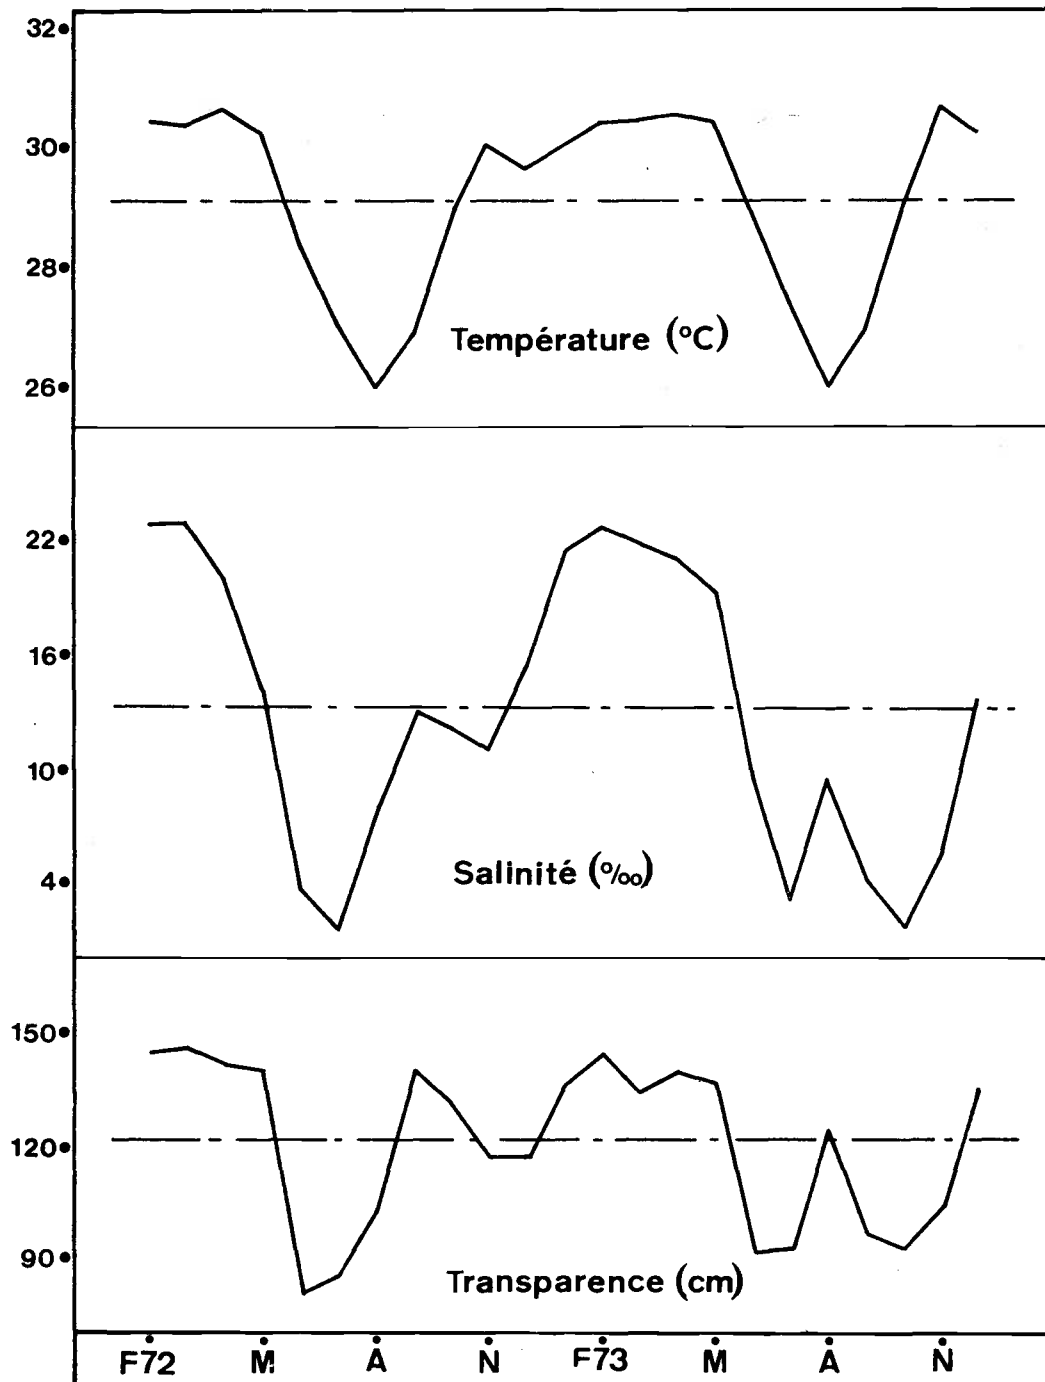 32
30
28
26
Température (°C)
22
16
10
4
Salinité (‰)
150
120
90
Transparence (cm)
F72 M A N F73 M A N